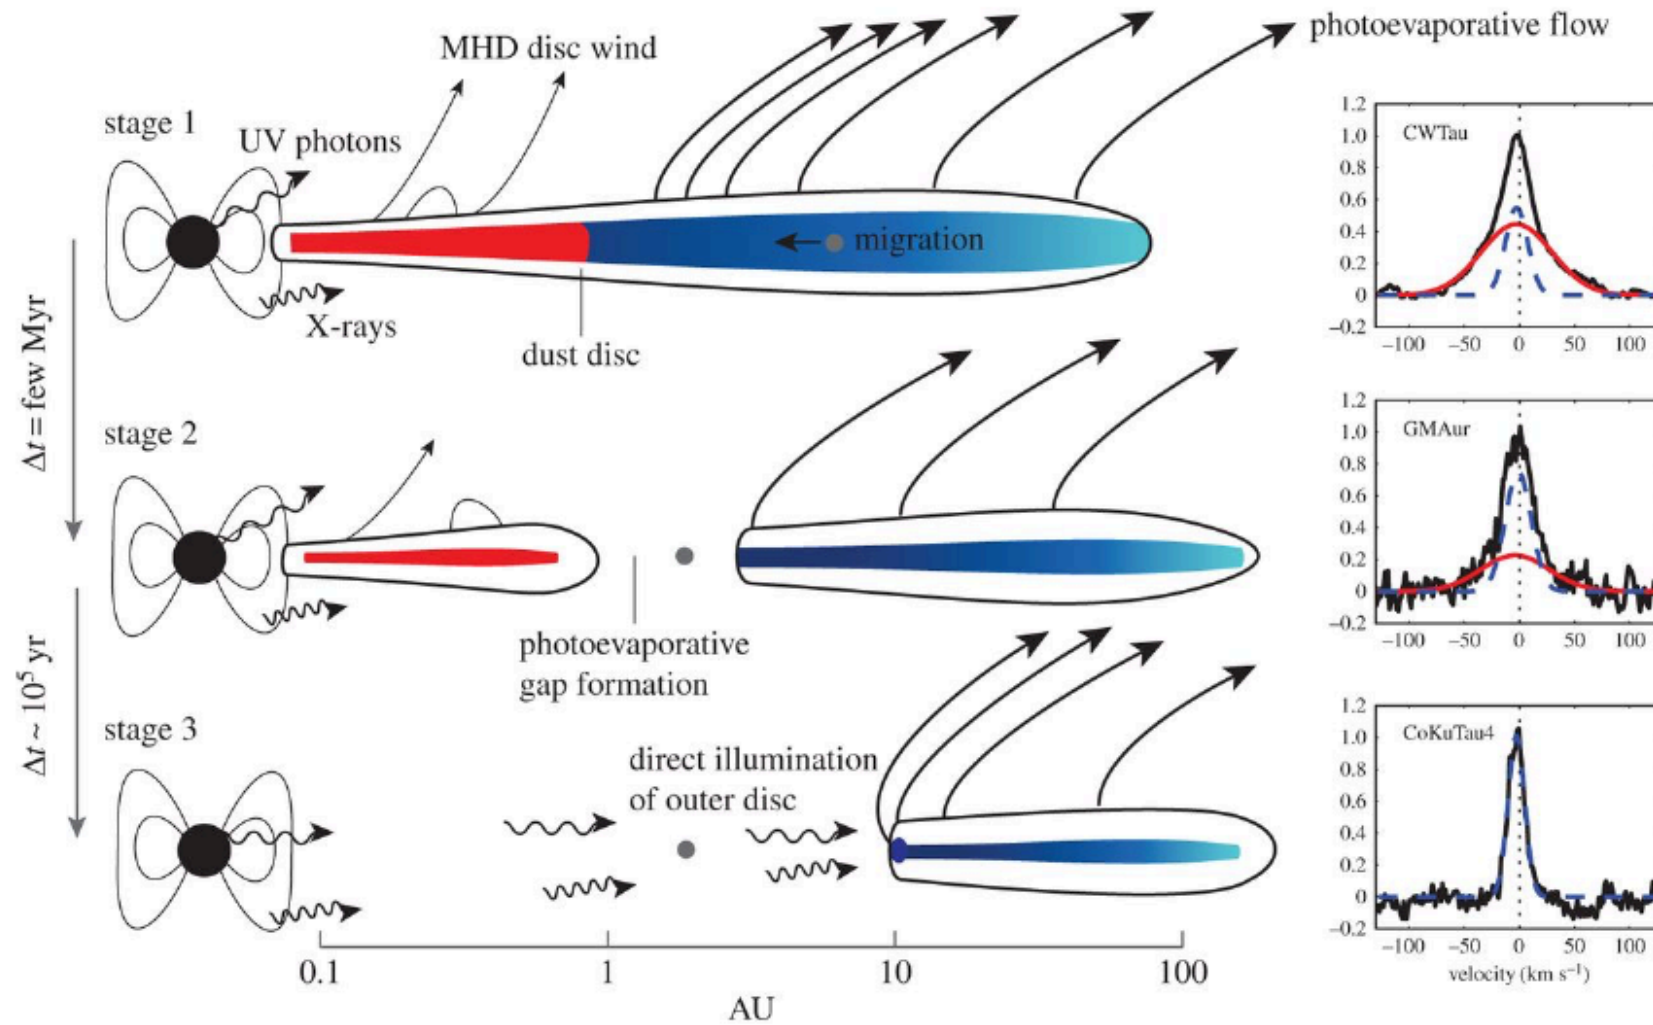 MHD disc wind
photoevaporative flow
stage 1
UV photons
X-rays
migration
dust disc
Δt = few Myr
stage 2
photoevaporative
gap formation
Δt ~ 10⁵ yr
stage 3
direct illumination
of outer disc
0.1 1 10 100
AU
CWTau
1.2
1.0
0.8
0.6
0.4
0.2
0
−0.2
−100 −50 0 50 100
GMAur
1.2
1.0
0.8
0.6
0.4
0.2
0
−0.2
−100 −50 0 50 100
CoKuTau4
1.2
1.0
0.8
0.6
0.4
0.2
0
−0.2
−100 −50 0 50 100
velocity (km s⁻¹)